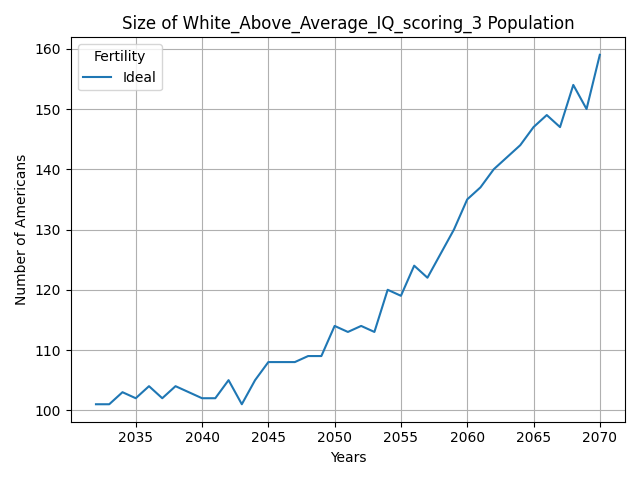 Size of White_Above_Average_IQ_scoring_3 Population
Fertility
Ideal
160
150
140
130
120
110
100
Number of Americans
2035 2040 2045 2050 2055 2060 2065 2070
Years